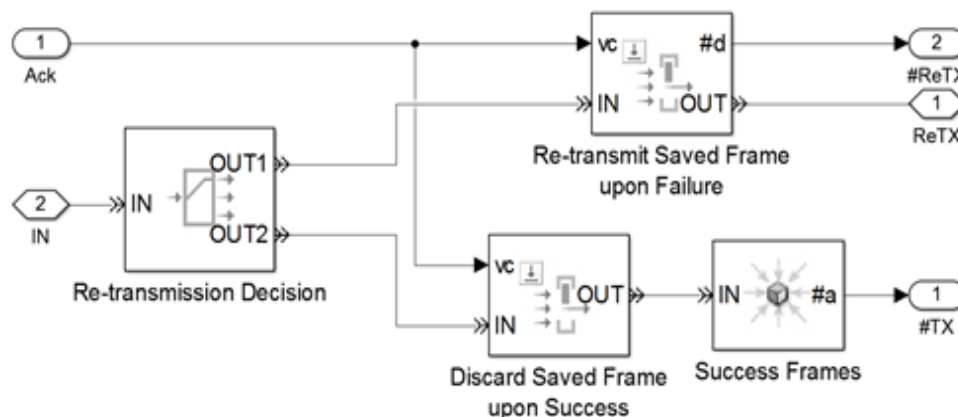 1
Ack
vc
#d
IN
OUT
Re-transmit Saved Frame
upon Failure
2
#ReTX
1
ReTX
2
IN
IN
OUT1
OUT2
Re-transmission Decision
vc
IN
OUT
Discard Saved Frame
upon Success
IN
#a
Success Frames
1
#TX